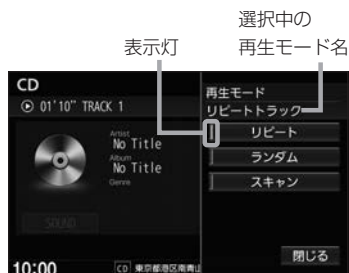 選択中の
表示灯 再生モード名
CD
01'10" TRACK 1
再生モード
リピートトラック
Artist
No Title
Album
No Title
Genre
リピート
ランダム
スキャン
SOUND
閉じる
10:00
CD 東京都港区南青山